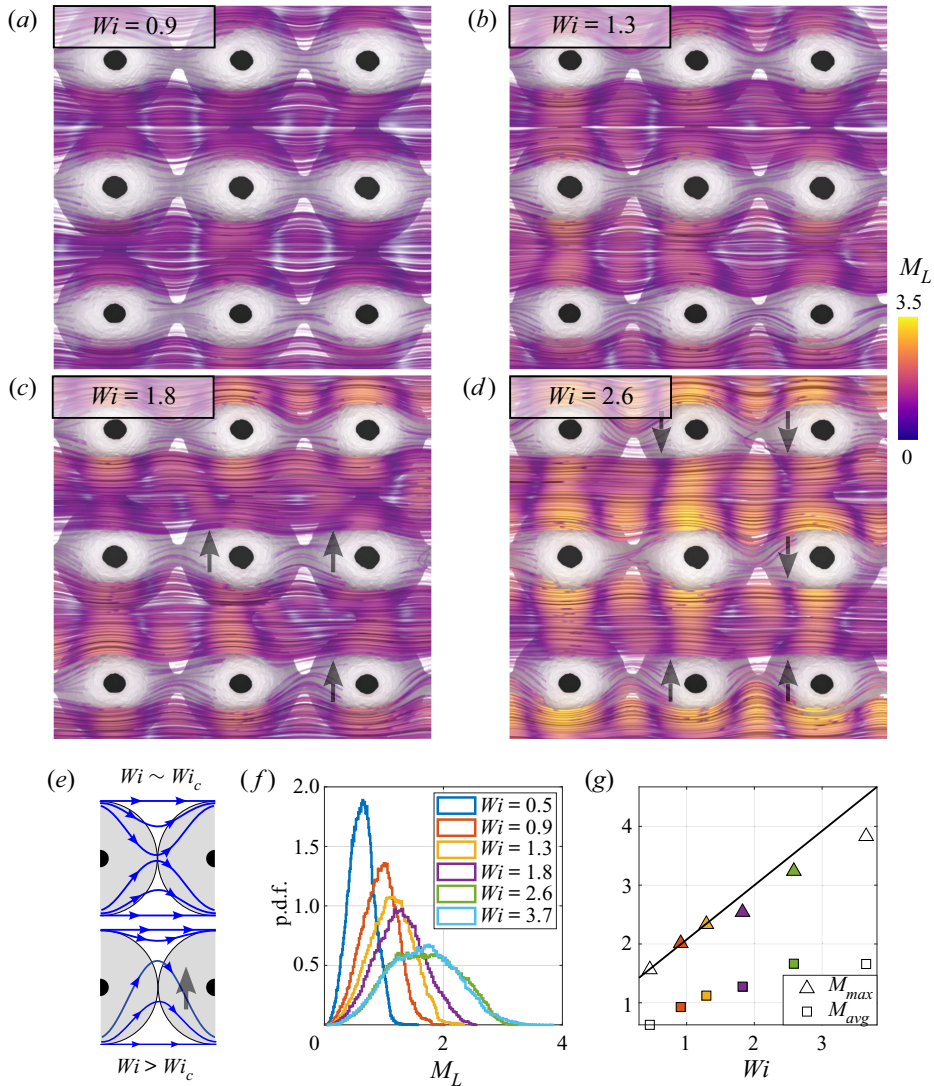 (a)
Wi = 0.9
(b)
Wi = 1.3
(c)
Wi = 1.8
(d)
Wi = 2.6
M_L
3.5
0
(e)
Wi ~ Wi_c
Wi > Wi_c
(f)
2.0
1.5
1.0
0.5
0
2
4
p.d.f.
M_L
Wi = 0.5
Wi = 0.9
Wi = 1.3
Wi = 1.8
Wi = 2.6
Wi = 3.7
(g)
4
3
2
1
1
2
3
Wi
M_max
M_avg